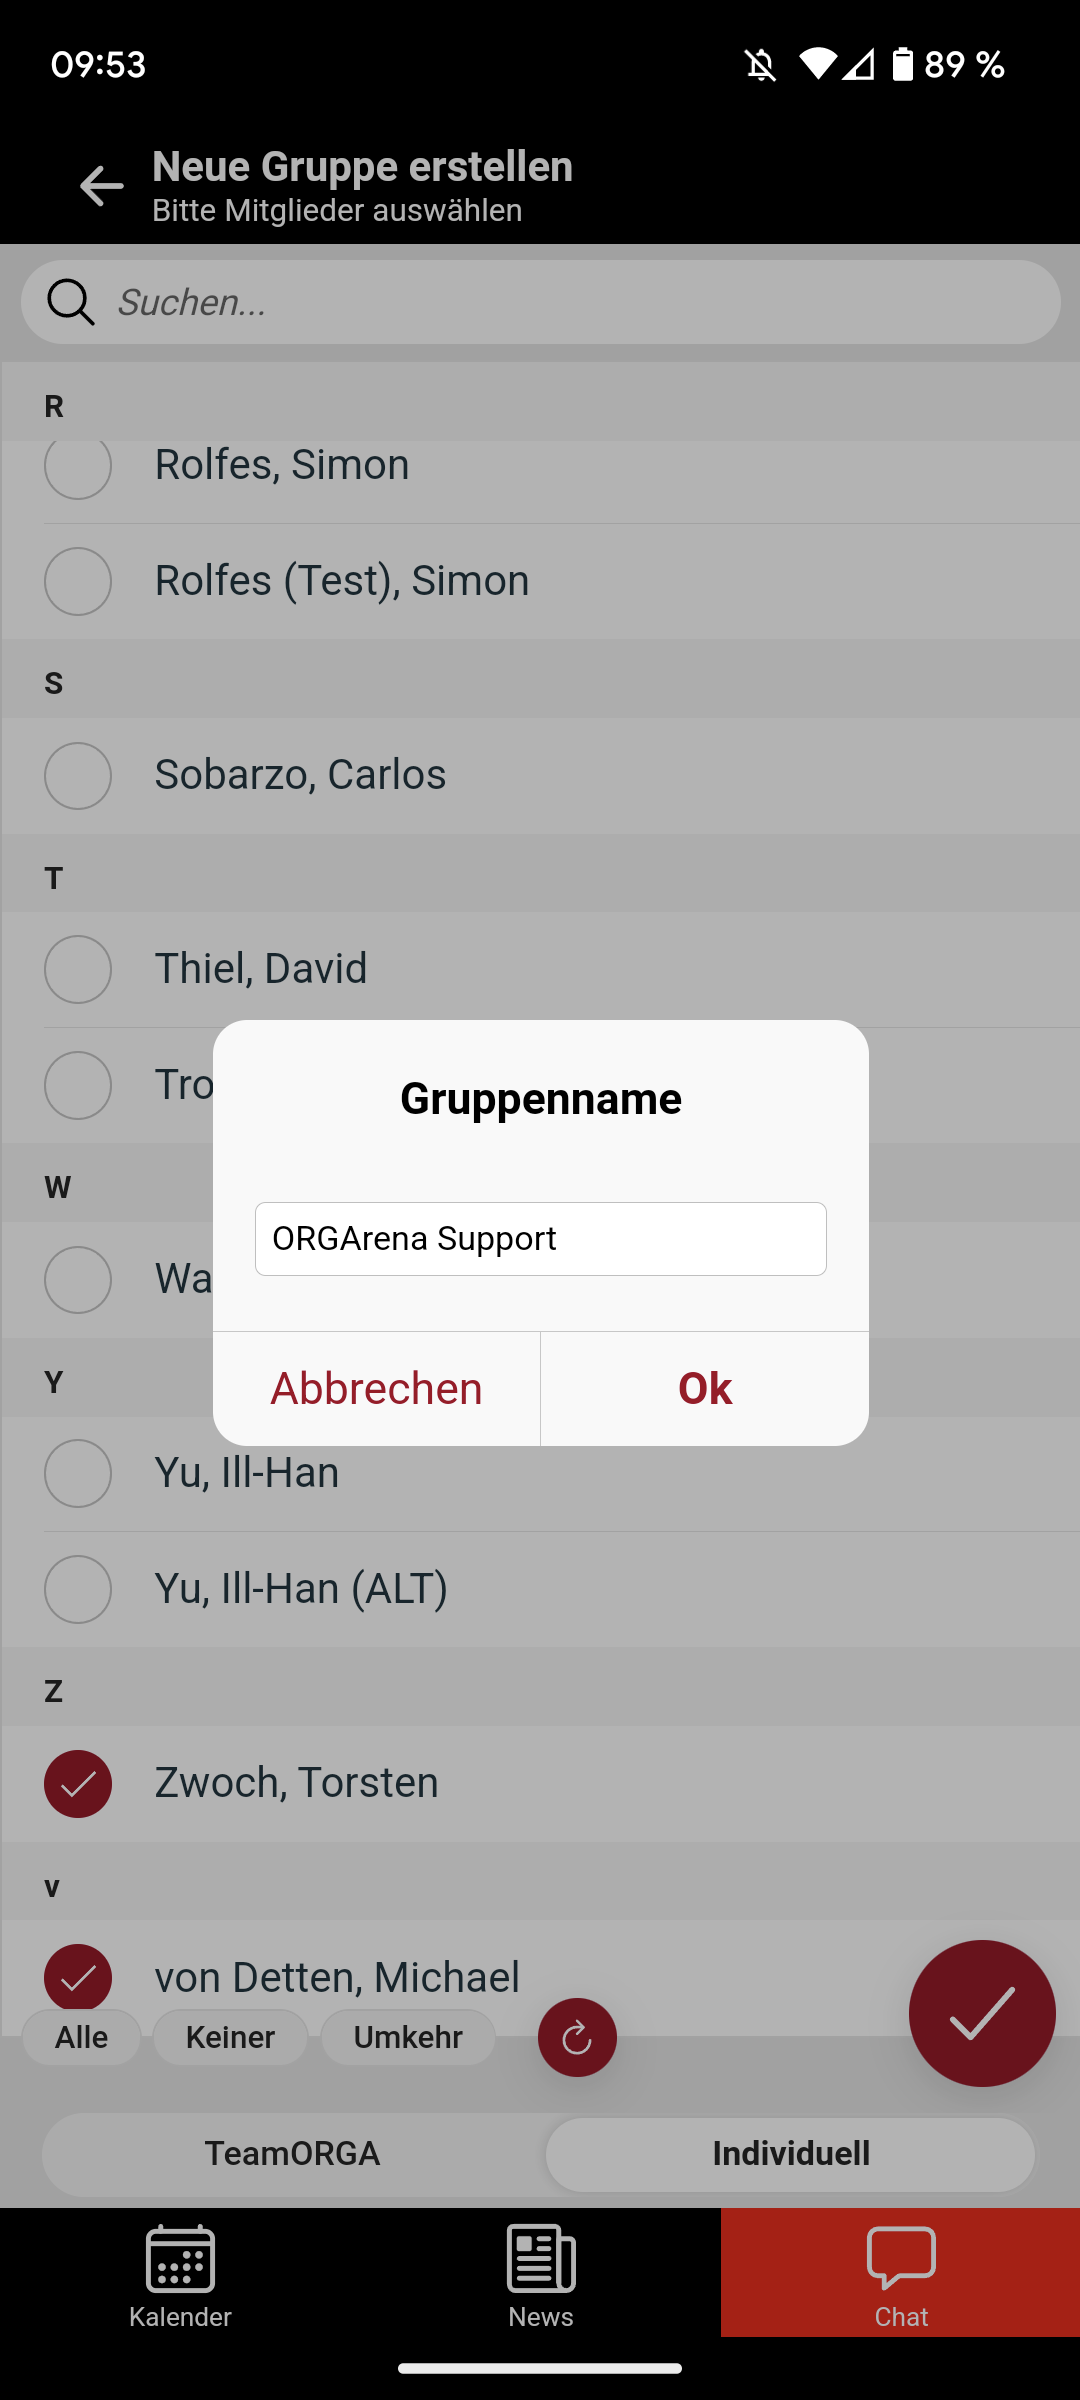 09:53
89 %
Neue Gruppe erstellen
Bitte Mitglieder auswählen
Suchen...
R
Rolfes, Simon
Rolfes (Test), Simon
S
Sobarzo, Carlos
T
Thiel, David
Tro
W
Wa
Gruppenname
ORGArena Support
Abbrechen
Ok
Y
Yu, Ill-Han
Yu, Ill-Han (ALT)
Z
Zwoch, Torsten
v
von Detten, Michael
Alle
Keiner
Umkehr
TeamORGA
Individuell
Kalender
News
Chat